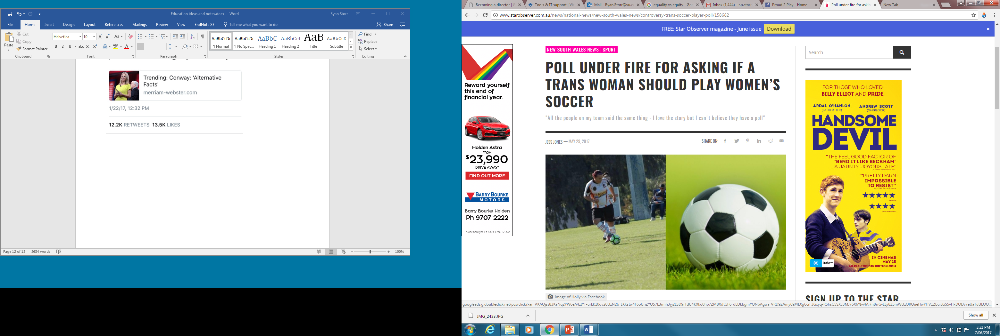 Education ideas and notes.docx - Word
Ryan Storr
File Home Insert Design Layout References Mailings Review View EndNote X7 Tell me what you want to do
Share
Paste
Cut
Copy
Format Painter
Clipboard
Helvetica 10
Font
Paragraph
AaBbCcDc AaBbCcDc AaBbC AaBbCcI AaB AaBbCcD
¶ Normal ¶ No Spac... Heading 1 Heading 2 Title Subtitle
Styles
Find
Replace
Select
Editing
Trending: Conway: 'Alternative
Facts'
merriam-webster.com
1/22/17, 12:32 PM
12.2K RETWEETS 13.5K LIKES
Page 12 of 12 2634 words
100%
Becoming a director | G
Tools & IT support | Vic
Mail - Ryan.Storr@vu.e
equality vs equity - Goo
Inbox (1,444) - r.p.storr
Proud 2 Play - Home
Poll under fire for askin
New Tab
www.starobserver.com.au/news/national-news/new-south-wales-news/controversy-trans-soccer-player-poll/158682
FREE: Star Observer magazine - June issue Download
Reward yourself
this end of
financial year.
Holden Astra
FROM
$23,990
DRIVE AWAY*
FIND OUT MORE
BARRY BOURKE
MOTORS
Barry Bourke Holden
Ph 9707 2222
*Click here for T's & C's. LMCT7522
NEW SOUTH WALES NEWS SPORT
POLL UNDER FIRE FOR ASKING IF A
TRANS WOMAN SHOULD PLAY WOMEN'S
SOCCER
"All the people on my team said the same thing - I love the story but I can't believe they have a poll"
JESS JONES — MAY 29, 2017
SHARE ON:
Image of Holly via Facebook.
Search
FOR THOSE WHO LOVED
BILLY ELLIOT AND PRIDE
ARDAL O'HANLON ANDREW SCOTT
(FATHER TED) (SHERLOCK)
HANDSOME
DEVIL
"THE FEEL GOOD FACTOR OF
'BEND IT LIKE BECKHAM'
... A JAUNTY, JOYOUS TALE"
SCREEN INTERNATIONAL
"PRETTY DARN
IMPOSSIBLE
TO RESIST"
HOLLYWOOD REPORTER
KILLS
IN CINEMAS
MAY 25
AU.RIALTODISTRIBUTION.COM
SIGN UP TO THE STAR
IMG_2433.JPG
Show all
3:31 PM
7/06/2017